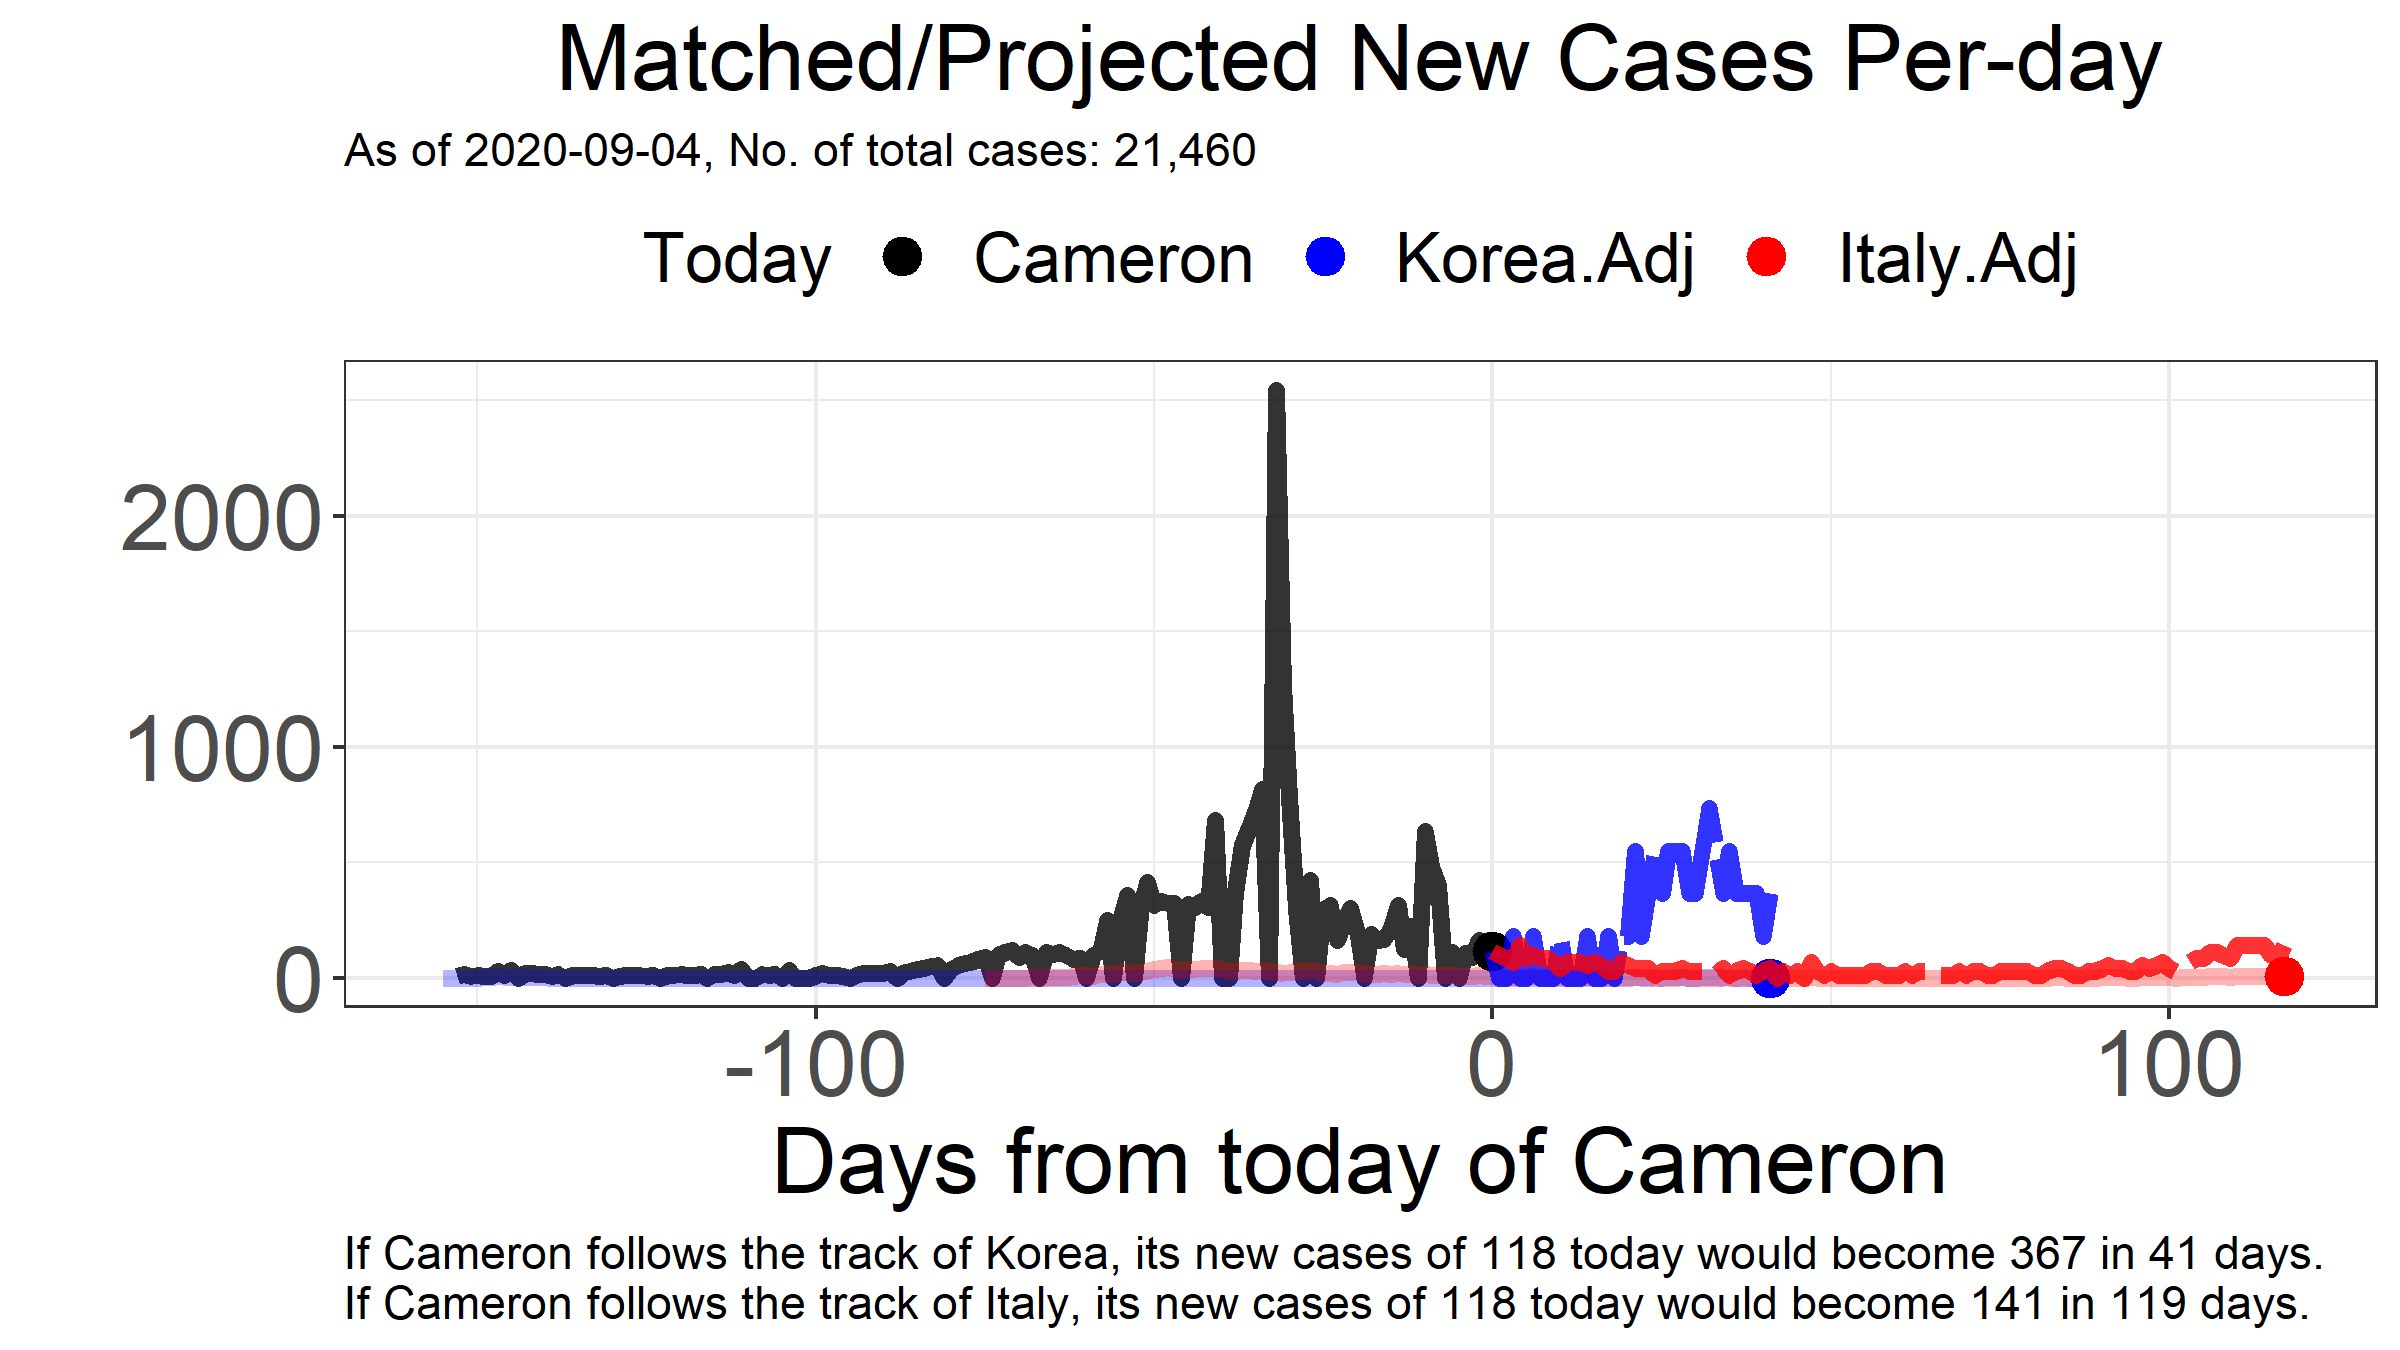 Matched/Projected New Cases Per-day
As of 2020-09-04, No. of total cases: 21,460
Today Cameron Korea.Adj Italy.Adj
2000
1000
0
-100 0 100
Days from today of Cameron
If Cameron follows the track of Korea, its new cases of 118 today would become 367 in 41 days.
If Cameron follows the track of Italy, its new cases of 118 today would become 141 in 119 days.